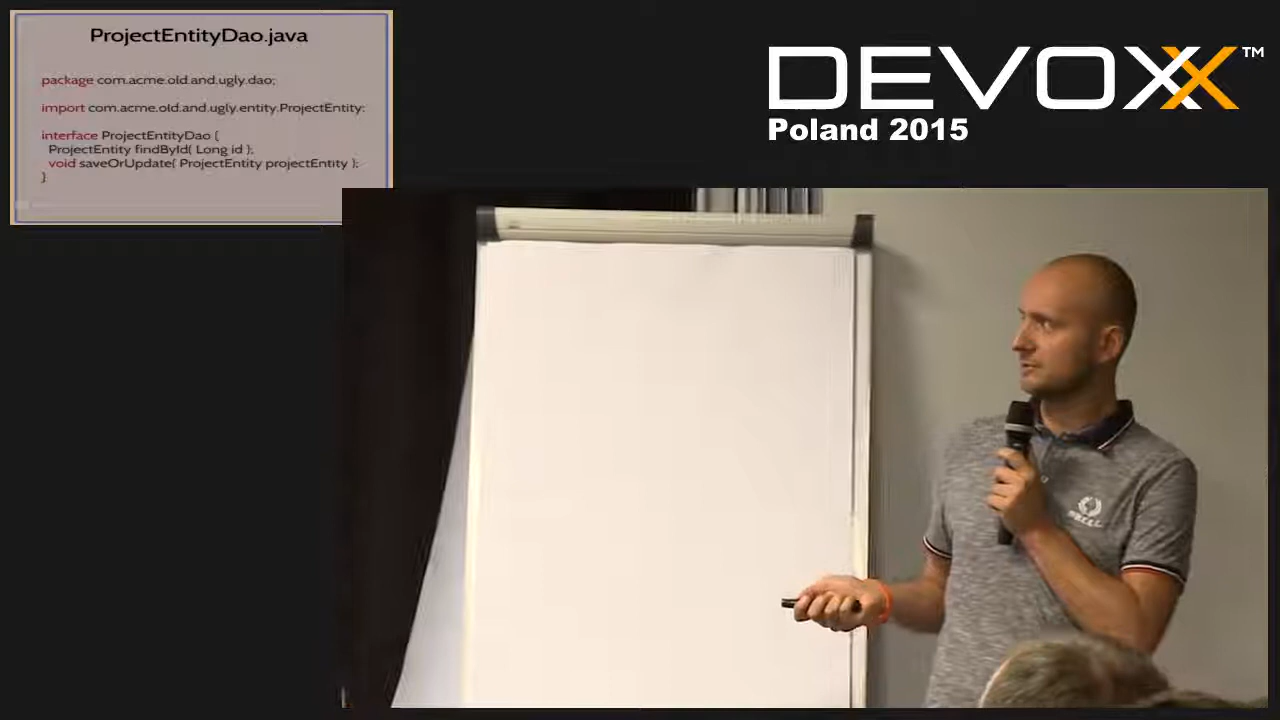 ProjectEntityDao.java
package com.acme.old.and.ugly.dao;
import com.acme.old.and.ugly.entity.ProjectEntity;
interface ProjectEntityDao {
ProjectEntity findById( Long id );
void saveOrUpdate( ProjectEntity projectEntity );
}
DEVOXX™
Poland 2015